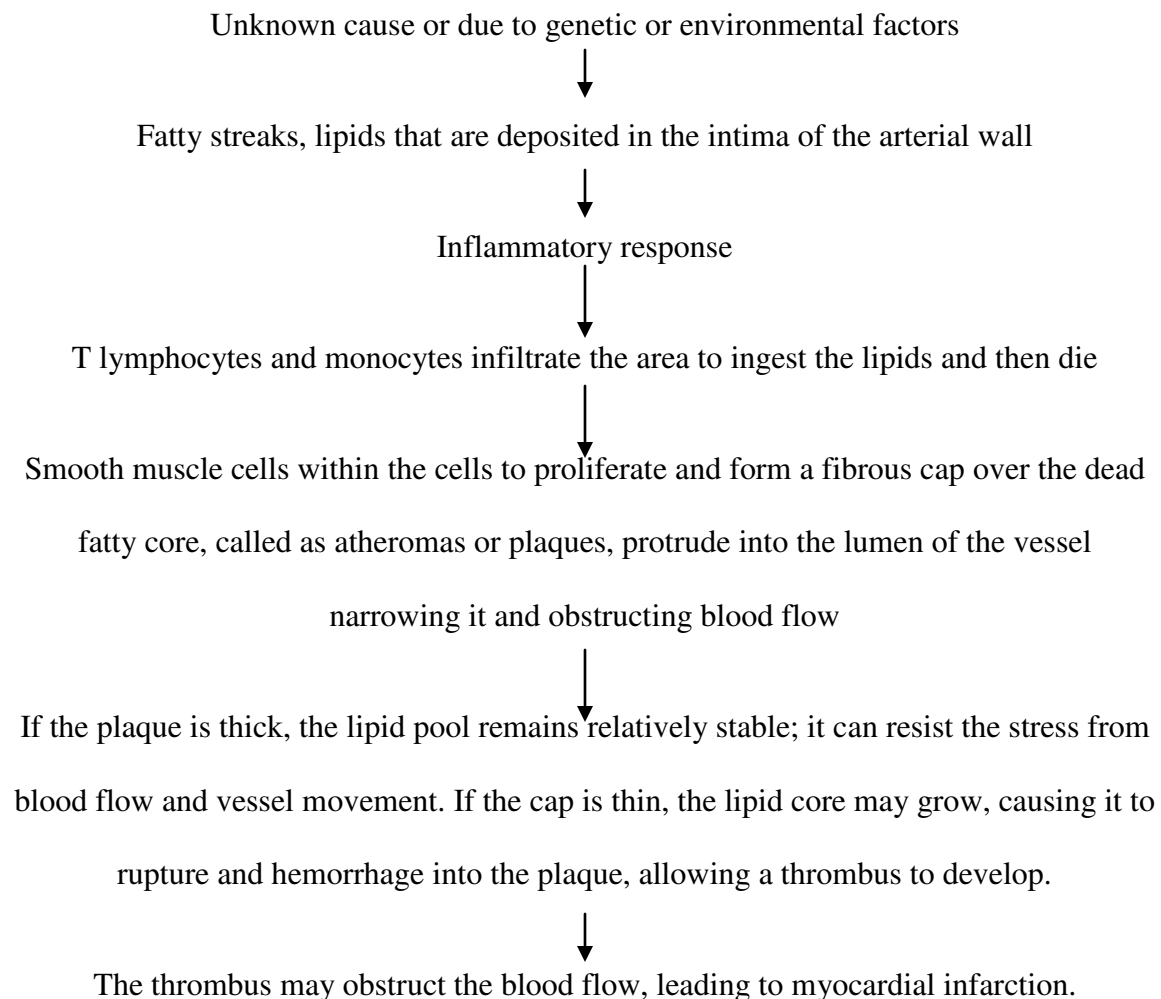 Unknown cause or due to genetic or environmental factors
Fatty streaks, lipids that are deposited in the intima of the arterial wall
Inflammatory response
T lymphocytes and monocytes infiltrate the area to ingest the lipids and then die
Smooth muscle cells within the cells to proliferate and form a fibrous cap over the dead
fatty core, called as atheromas or plaques, protrude into the lumen of the vessel
narrowing it and obstructing blood flow
If the plaque is thick, the lipid pool remains relatively stable; it can resist the stress from
blood flow and vessel movement. If the cap is thin, the lipid core may grow, causing it to
rupture and hemorrhage into the plaque, allowing a thrombus to develop.
The thrombus may obstruct the blood flow, leading to myocardial infarction.